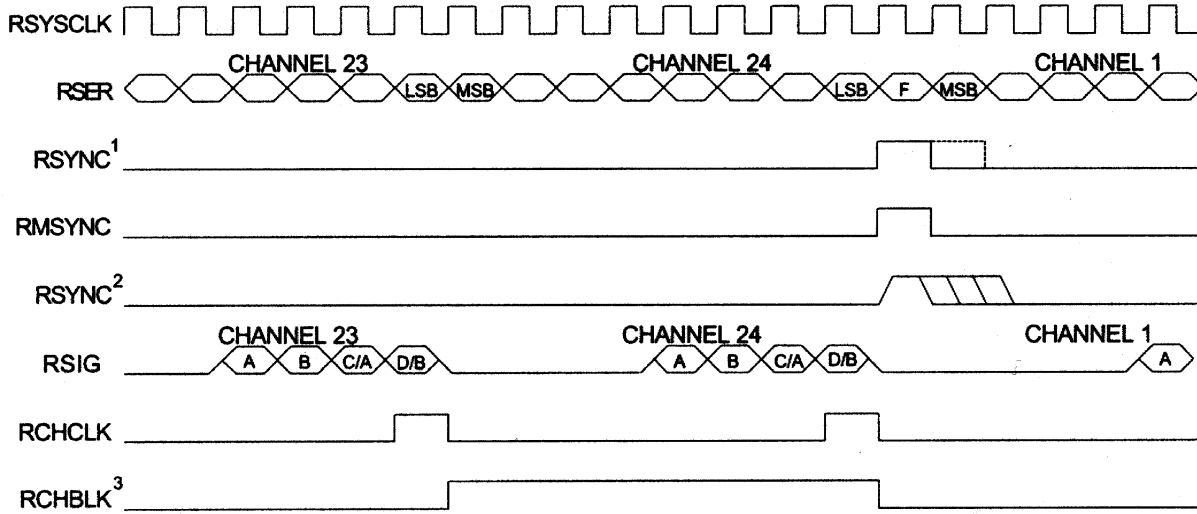 RSYSCLK
CHANNEL 23 CHANNEL 24 CHANNEL 1
RSER LSB MSB LSB F MSB
RSYNC¹
RMSYNC
RSYNC²
CHANNEL 23 CHANNEL 24 CHANNEL 1
RSIG A B C/A D/B A B C/A D/B A
RCHCLK
RCHBLK³